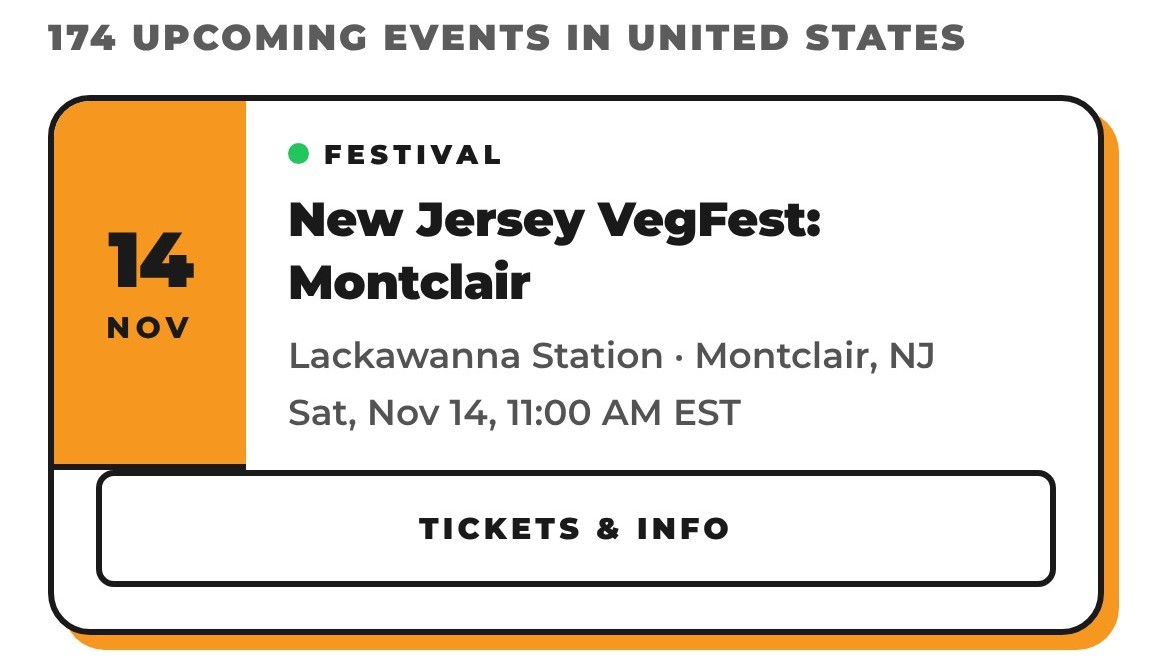 174 UPCOMING EVENTS IN UNITED STATES
14
NOV
FESTIVAL
New Jersey VegFest:
Montclair
Lackawanna Station · Montclair, NJ
Sat, Nov 14, 11:00 AM EST
TICKETS & INFO